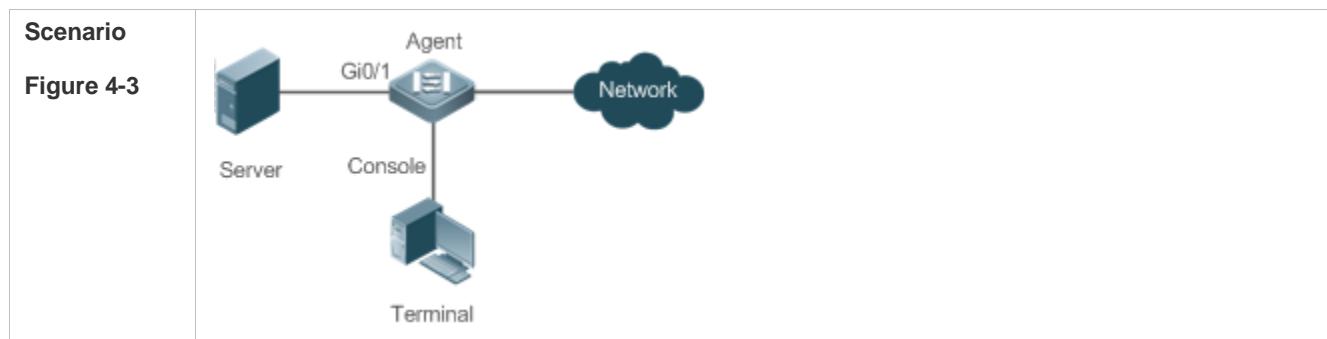 Scenario
Figure 4-3
Agent
Gi0/1
Network
Server
Console
Terminal